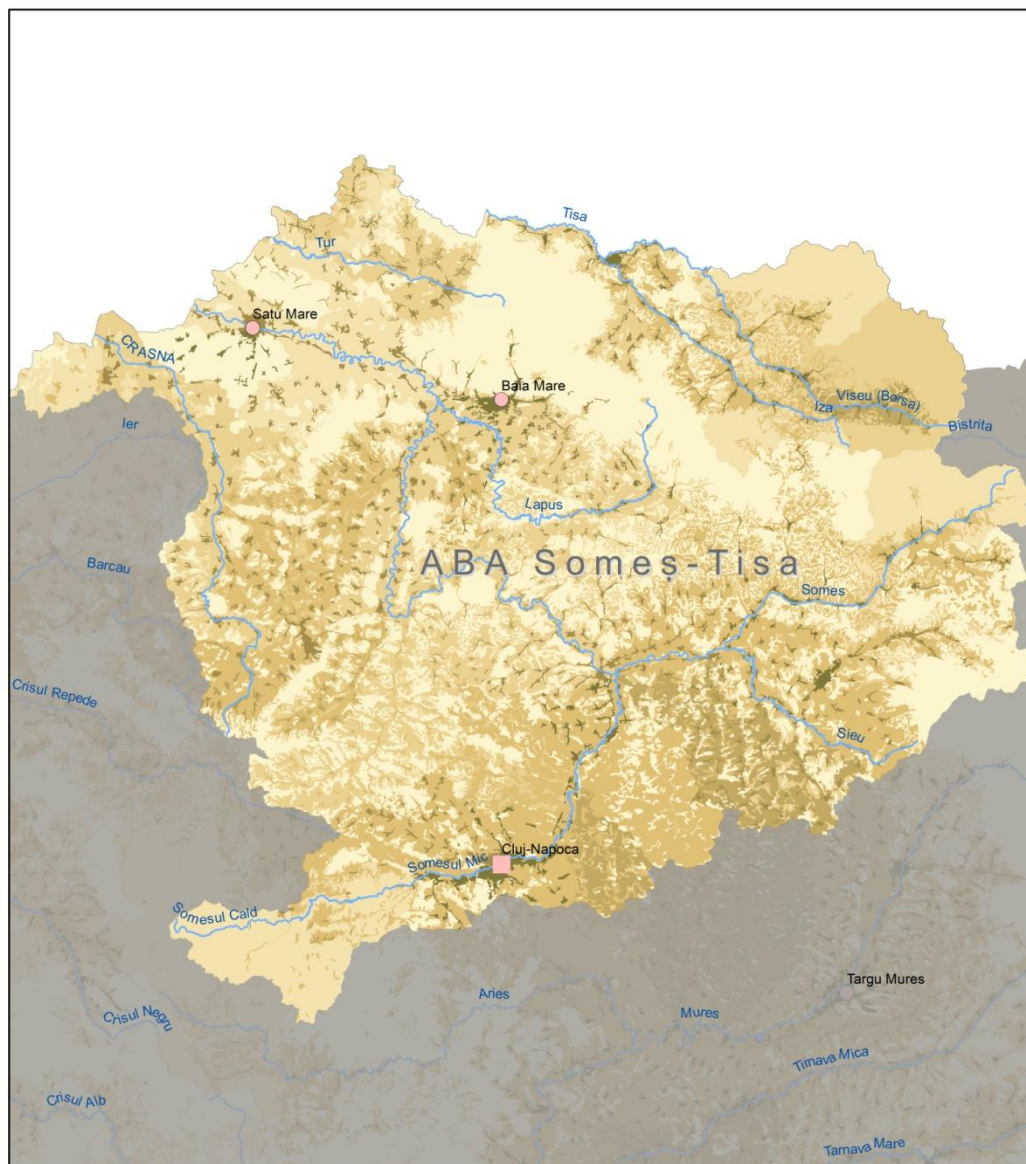 Tisa
Tur
Satu Mare
CRASNA
Baia Mare
Viseu (Borsa)
Iza
Bistrita
Ier
Lapus
ABA Someș-Tisa
Barcau
Somes
Crisul Repede
Sieu
Cluj-Napoca
Somesul Mic
Somesul Cald
Targu Mures
Aries
Mures
Crisul Negru
Tirnava Mica
Crisul Alb
Tarnava Mare